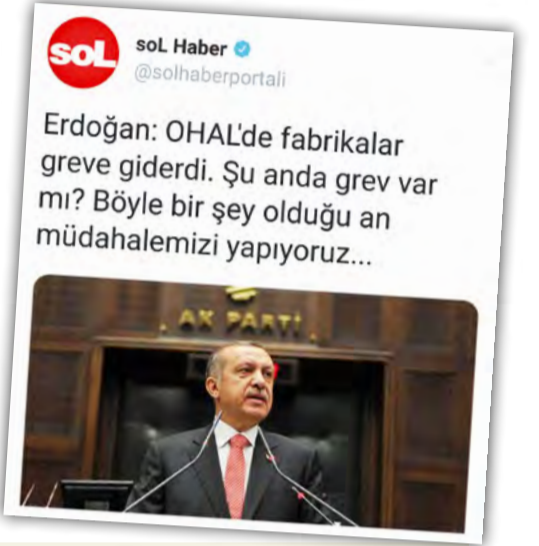 soL
soL Haber
@solhaberportali
Erdoğan: OHAL'de fabrikalar
greve giderdi. Şu anda grev var
mı? Böyle bir şey olduğu an
müdahalemizi yapıyoruz...
AK PARTİ